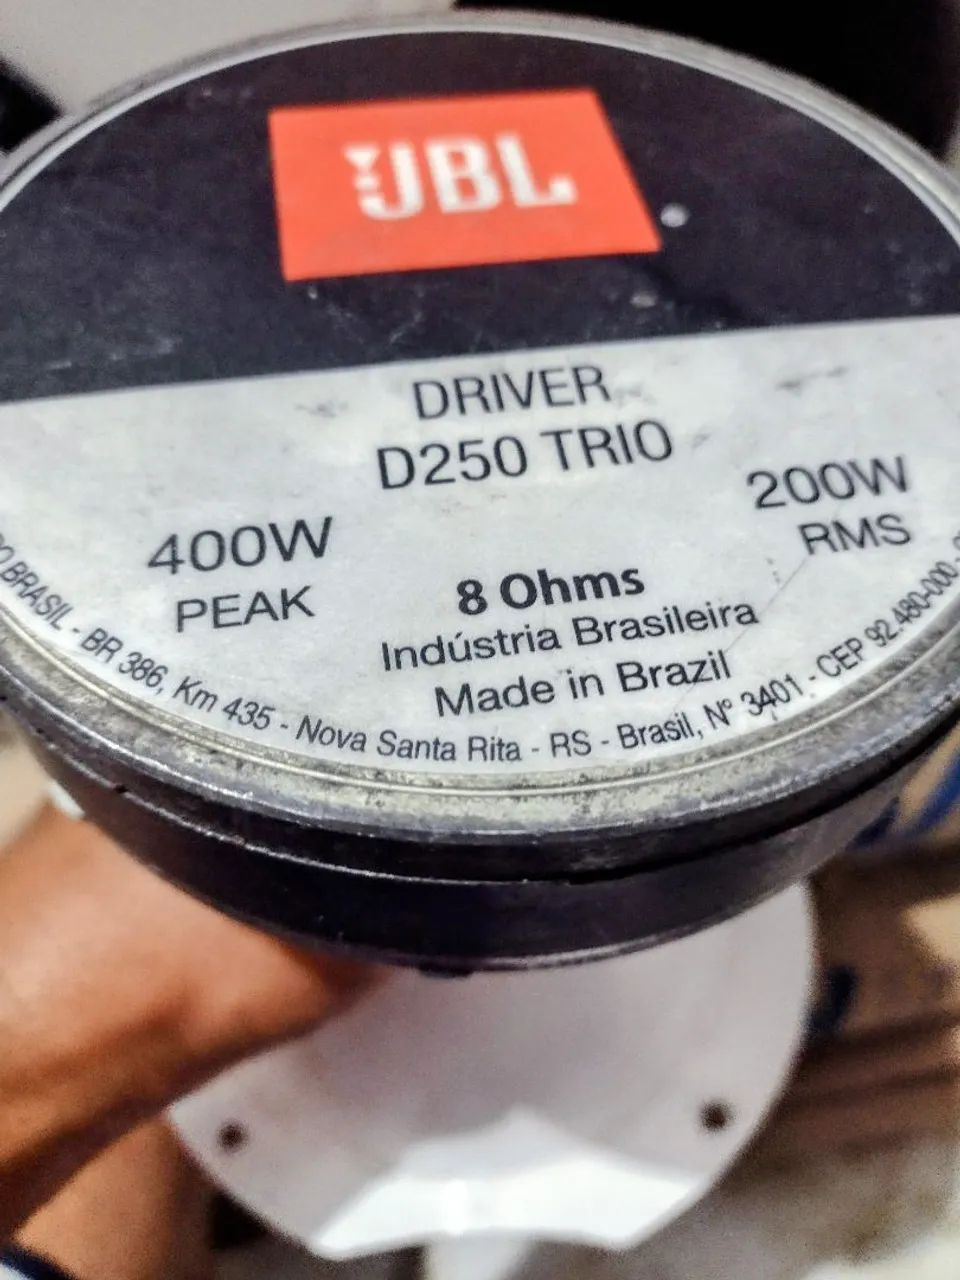 JBL
DRIVER
D250 TRIO
400W
PEAK
200W
RMS
8 Ohms
Indústria Brasileira
Made in Brazil
BRASIL - BR 386, Km 435 - Nova Santa Rita - RS - Brasil, Nº 3401 - CEP 92.480-000 -